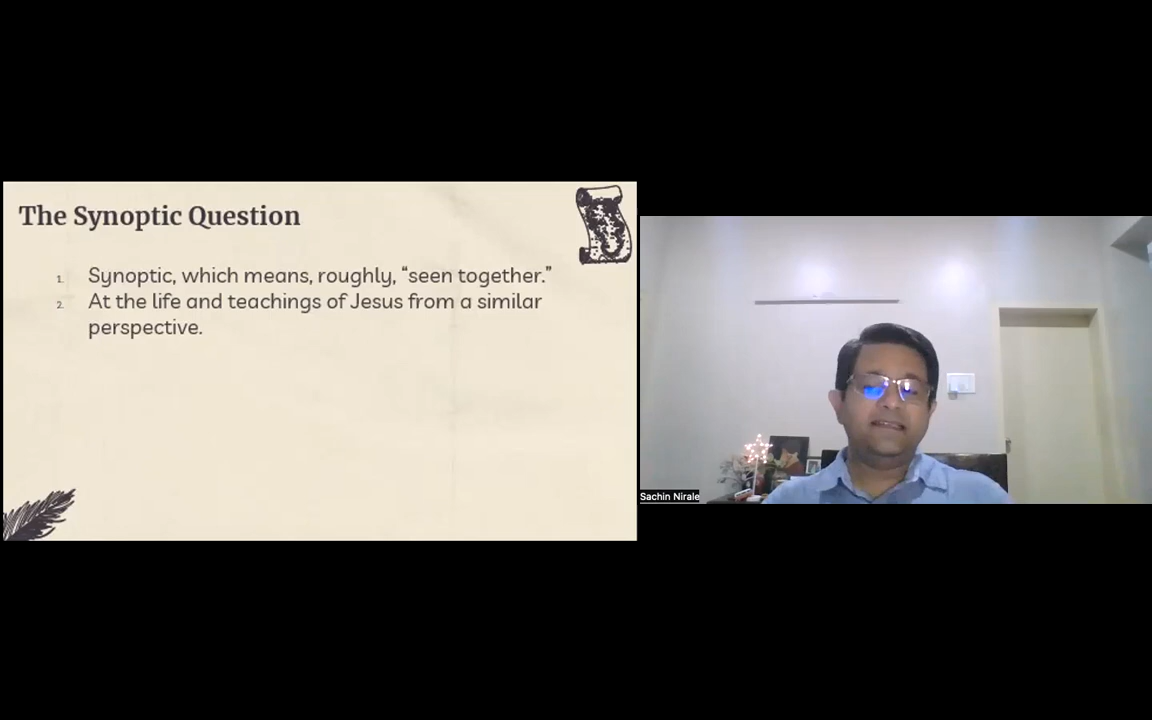 The Synoptic Question
1. Synoptic, which means, roughly, “seen together.”
2. At the life and teachings of Jesus from a similar
perspective.
Sachin Nirale